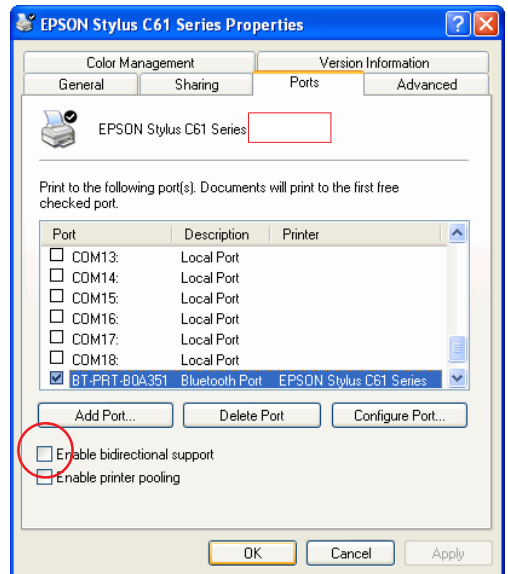 EPSON Stylus C61 Series Properties
Color Management Version Information
General Sharing Ports Advanced
EPSON Stylus C61 Series
Print to the following port(s). Documents will print to the first free
checked port.
Port Description Printer
COM13: Local Port
COM14: Local Port
COM15: Local Port
COM16: Local Port
COM17: Local Port
COM18: Local Port
BT-PRT-B0A351 Bluetooth Port EPSON Stylus C61 Series
Add Port... Delete Port Configure Port...
Enable bidirectional support
Enable printer pooling
OK Cancel Apply